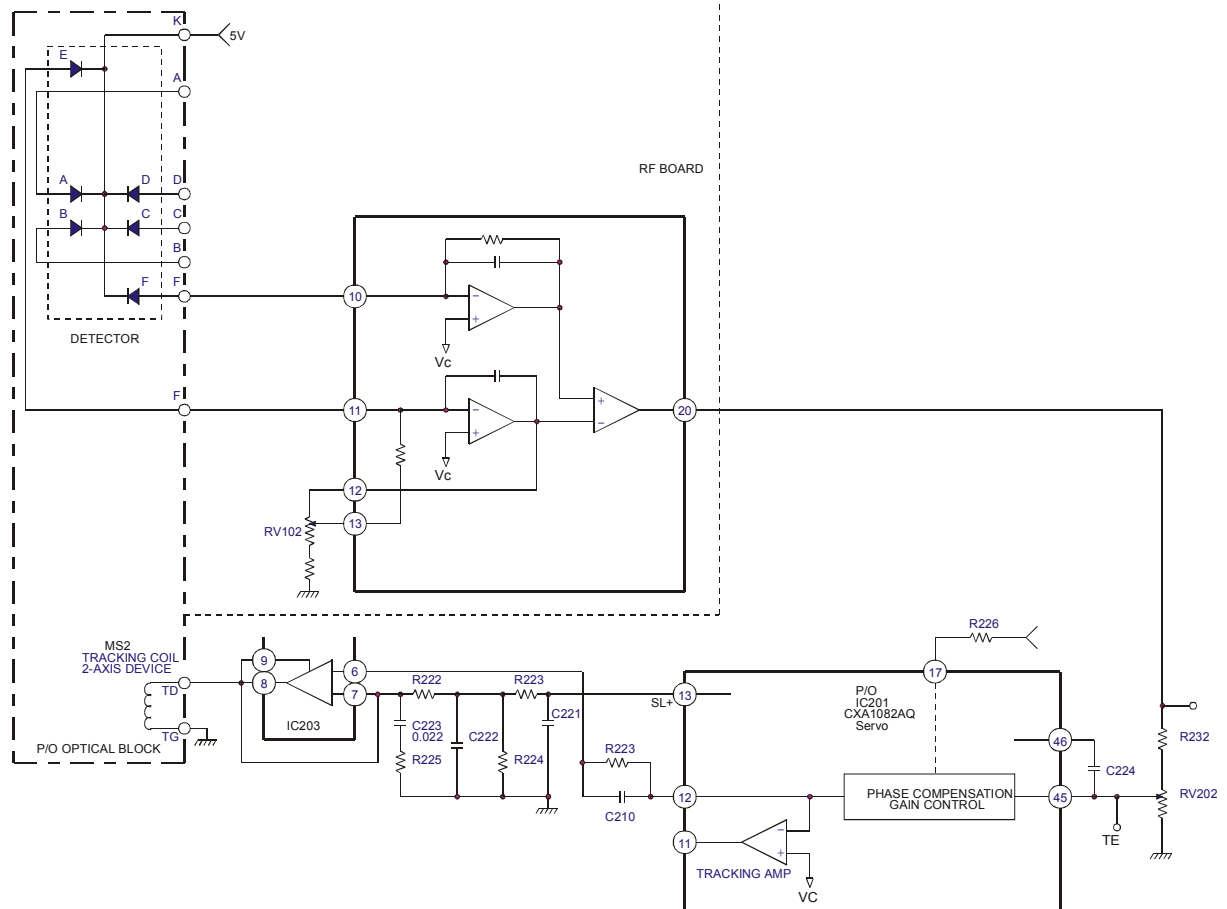 K
5V
E
A
RF BOARD
A
D
D
B
C
C
B
F
F
DETECTOR
10
−
+
Vc
F
11
−
+
Vc
+
−
20
12
RV102
13
MS2
TRACKING COIL
2-AXIS DEVICE
TD
TG
P/O OPTICAL BLOCK
9
8
6
7
IC203
R222
R223
C223
0.022
C222
C221
R225
R224
R223
C210
SL+
13
12
11
R226
17
P/O
IC201
CXA1082AQ
Servo
46
45
C224
R232
RV202
TE
PHASE COMPENSATION
GAIN CONTROL
−
+
TRACKING AMP
VC